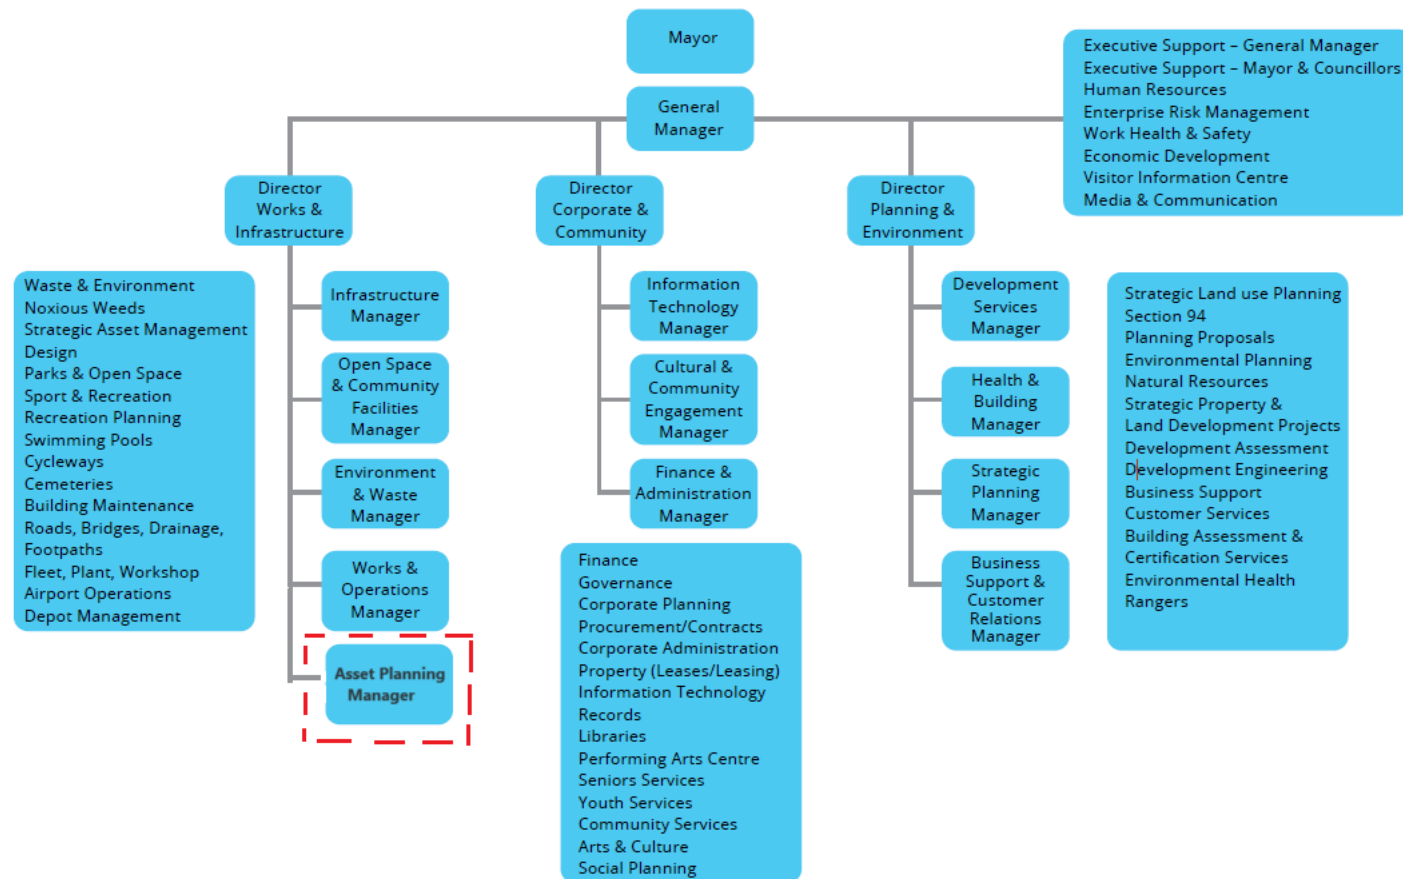 Mayor
General
Manager
Executive Support – General Manager
Executive Support – Mayor & Councillors
Human Resources
Enterprise Risk Management
Work Health & Safety
Economic Development
Visitor Information Centre
Media & Communication
Director
Works &
Infrastructure
Director
Corporate &
Community
Director
Planning &
Environment
Waste & Environment
Noxious Weeds
Strategic Asset Management
Design
Parks & Open Space
Sport & Recreation
Recreation Planning
Swimming Pools
Cycleways
Cemeteries
Building Maintenance
Roads, Bridges, Drainage,
Footpaths
Fleet, Plant, Workshop
Airport Operations
Depot Management
Infrastructure
Manager
Open Space
& Community
Facilities
Manager
Environment
& Waste
Manager
Works &
Operations
Manager
Asset Planning
Manager
Information
Technology
Manager
Cultural &
Community
Engagement
Manager
Finance &
Administration
Manager
Finance
Governance
Corporate Planning
Procurement/Contracts
Corporate Administration
Property (Leases/Leasing)
Information Technology
Records
Libraries
Performing Arts Centre
Seniors Services
Youth Services
Community Services
Arts & Culture
Social Planning
Development
Services
Manager
Health &
Building
Manager
Strategic
Planning
Manager
Business
Support &
Customer
Relations
Manager
Strategic Land use Planning
Section 94
Planning Proposals
Environmental Planning
Natural Resources
Strategic Property &
Land Development Projects
Development Assessment
Development Engineering
Business Support
Customer Services
Building Assessment &
Certification Services
Environmental Health
Rangers